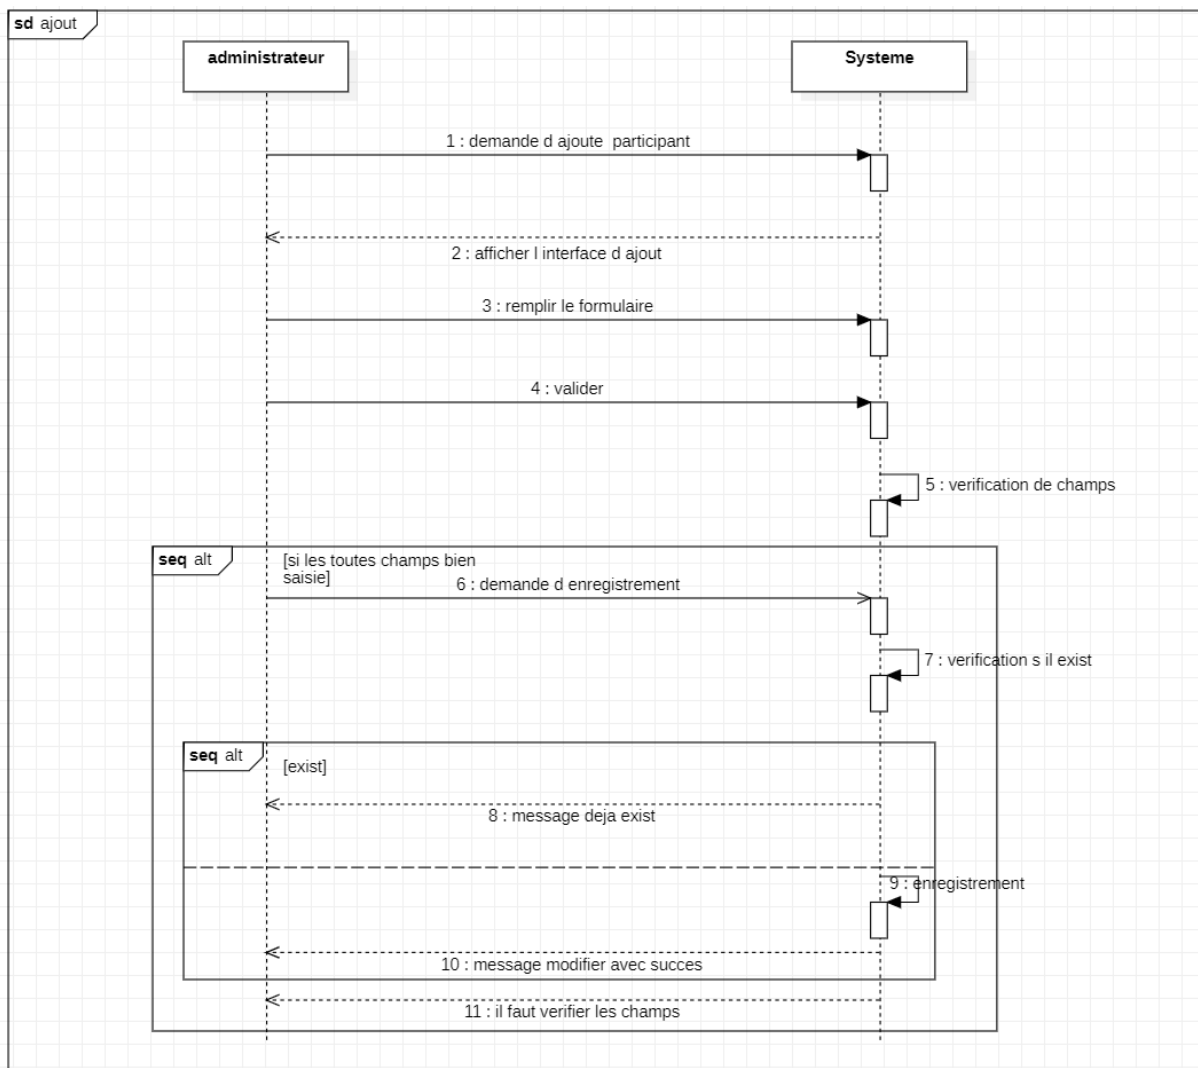 sd ajout
administrateur
Systeme
1 : demande d ajoute  participant
2 : afficher l interface d ajout
3 : remplir le formulaire
4 : valider
5 : verification de champs
seq alt
[si les toutes champs bien
saisie]
6 : demande d enregistrement
7 : verification s il exist
seq alt
[exist]
8 : message deja exist
9 : enregistrement
10 : message modifier avec succes
11 : il faut verifier les champs